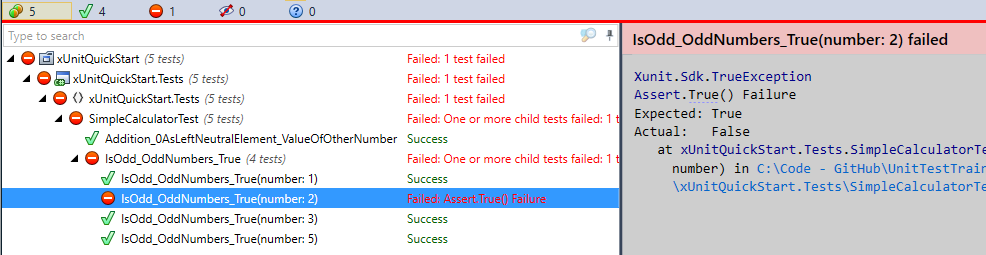 5 4 1 0 0
Type to search
xUnitQuickStart (5 tests) Failed: 1 test failed
xUnitQuickStart.Tests (5 tests) Failed: 1 test failed
xUnitQuickStart.Tests (5 tests) Failed: 1 test failed
SimpleCalculatorTest (5 tests) Failed: One or more child tests failed: 1 t
Addition_0AsLeftNeutralElement_ValueOfOtherNumber Success
IsOdd_OddNumbers_True (4 tests) Failed: One or more child tests failed: 1 t
IsOdd_OddNumbers_True(number: 1) Success
IsOdd_OddNumbers_True(number: 2) Failed: Assert.True() Failure
IsOdd_OddNumbers_True(number: 3) Success
IsOdd_OddNumbers_True(number: 5) Success
IsOdd_OddNumbers_True(number: 2) failed
Xunit.Sdk.TrueException
Assert.True() Failure
Expected: True
Actual: False
at xUnitQuickStart.Tests.SimpleCalculatorTe
number) in C:\Code - GitHub\UnitTestTrain
\xUnitQuickStart.Tests\SimpleCalculatorTe